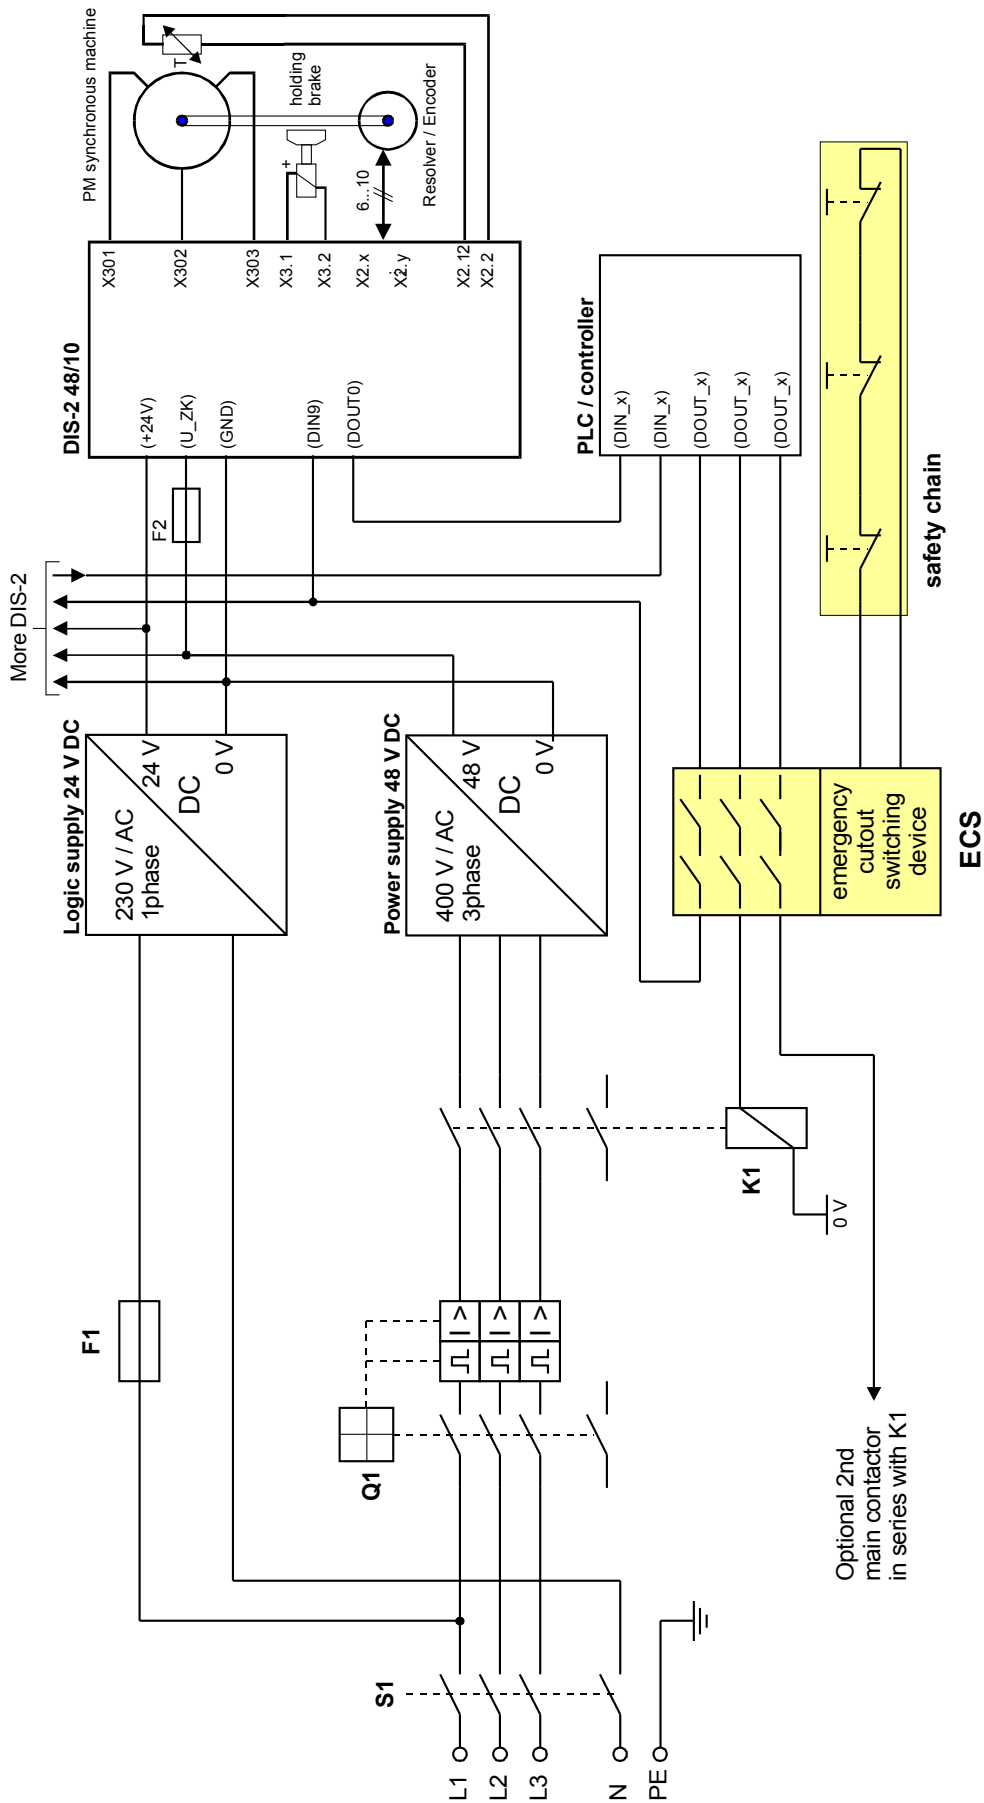 PM synchronous machine
T
holding
brake
+
6...10
Resolver / Encoder
DIS-2 48/10
X301
X302
X303
X3.1
X3.2
X2.x
X2.y
X2.12
X2.2
(+24V)
(U_ZK)
(GND)
(DIN9)
(DOUT0)
F2
More DIS-2
PLC / controller
(DIN_x)
(DIN_x)
(DOUT_x)
(DOUT_x)
(DOUT_x)
safety chain
Logic supply 24 V DC
230 V / AC
1phase
24 V
DC
0 V
Power supply 48 V DC
400 V / AC
3phase
48 V
DC
0 V
emergency
cutout
switching
device
ECS
K1
0 V
F1
I >
I >
I >
Q1
Optional 2nd
main contactor
in series with K1
S1
L1
L2
L3
N
PE